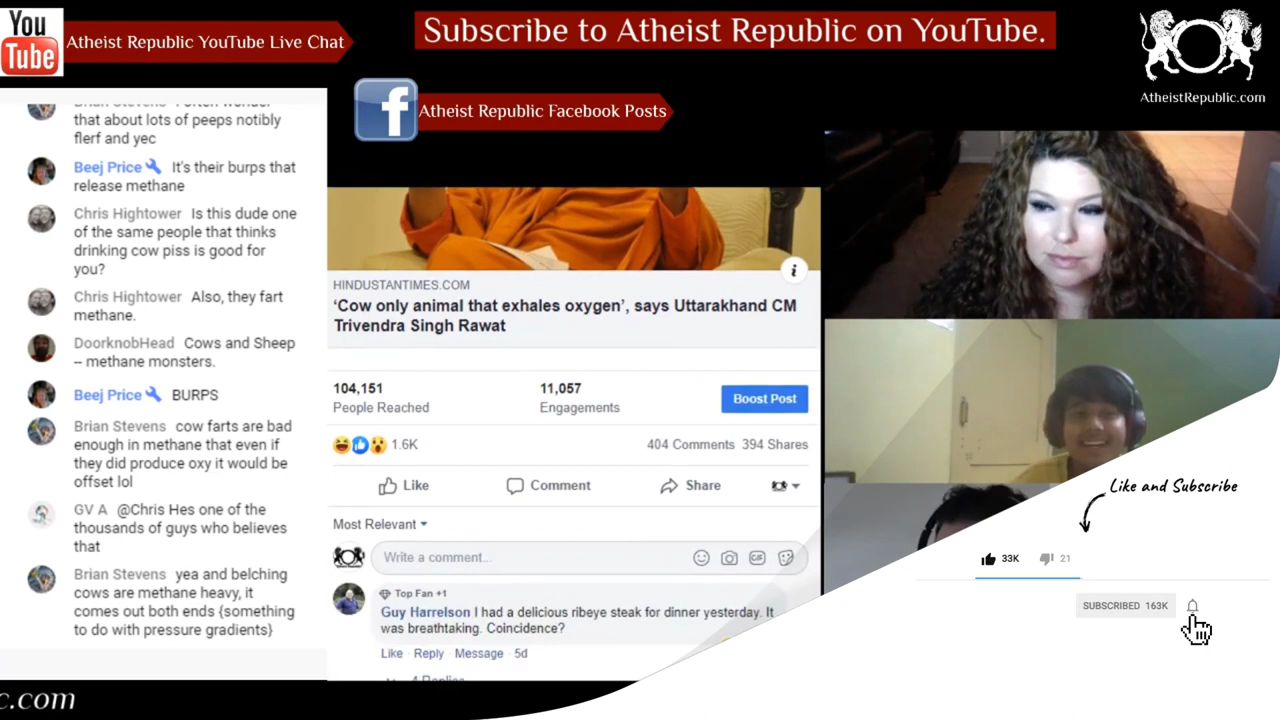 You
Tube
Atheist Republic YouTube Live Chat
Subscribe to Atheist Republic on YouTube.
AtheistRepublic.com
f
Atheist Republic Facebook Posts
Brian Stevens I often wonder
that about lots of peeps notibly
flerf and yec
Beej Price It's their burps that
release methane
Chris Hightower Is this dude one
of the same people that thinks
drinking cow piss is good for
you?
Chris Hightower Also, they fart
methane.
DoorknobHead Cows and Sheep
-- methane monsters.
Beej Price BURPS
Brian Stevens cow farts are bad
enough in methane that even if
they did produce oxy it would be
offset lol
GV A @Chris Hes one of the
thousands of guys who believes
that
Brian Stevens yea and belching
cows are methane heavy, it
comes out both ends {something
to do with pressure gradients}
c.com
HINDUSTANTIMES.COM
i
‘Cow only animal that exhales oxygen’, says Uttarakhand CM
Trivendra Singh Rawat
104,151
People Reached
11,057
Engagements
Boost Post
1.6K
404 Comments 394 Shares
Like
Comment
Share
Most Relevant
Write a comment...
GIF
Top Fan +1
Guy Harrelson I had a delicious ribeye steak for dinner yesterday. It
was breathtaking. Coincidence?
Like · Reply · Message · 5d
4 Replies
Like and Subscribe
33K
21
SUBSCRIBED 163K